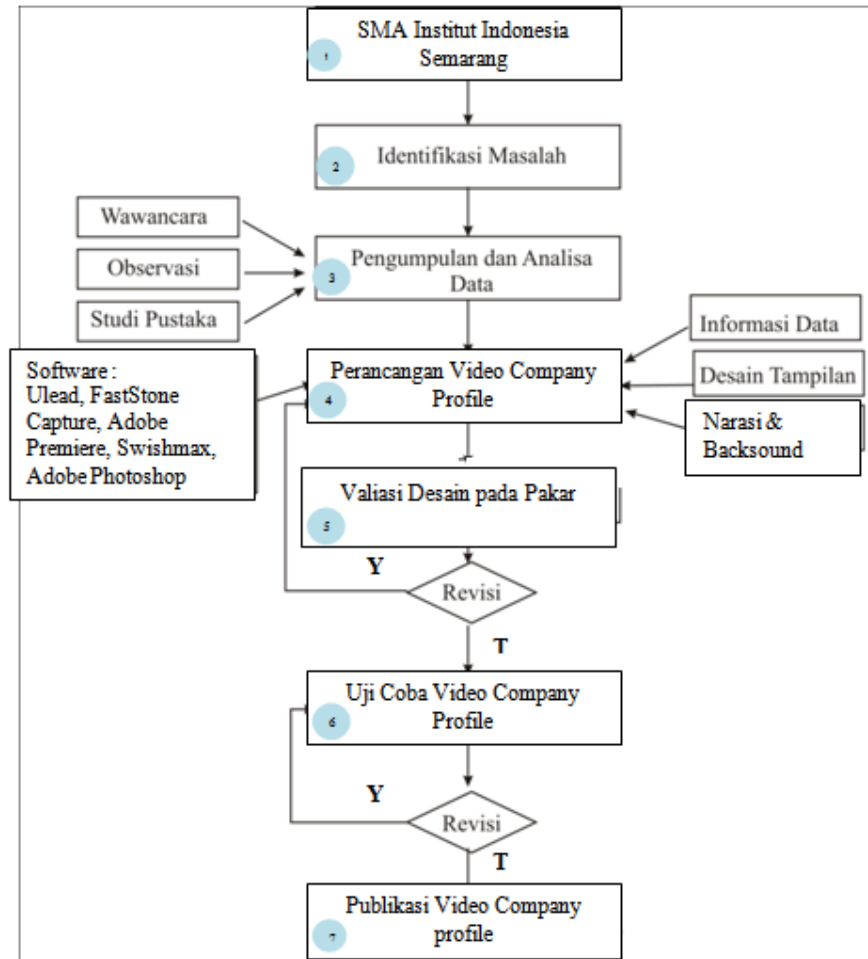 SMA Institut Indonesia
Semarang
1
Identifikasi Masalah
2
Wawancara
Observasi
Studi Pustaka
Pengumpulan dan Analisa
Data
3
Software :
Ulead, FastStone
Capture, Adobe
Premiere, Swishmax,
Adobe Photoshop
Perancangan Video Company
Profile
4
Informasi Data
Desain Tampilan
Narasi &
Backsound
Valiasi Desain pada Pakar
5
Y
Revisi
T
Uji Coba Video Company
Profile
6
Y
Revisi
T
Publikasi Video Company
profile
7